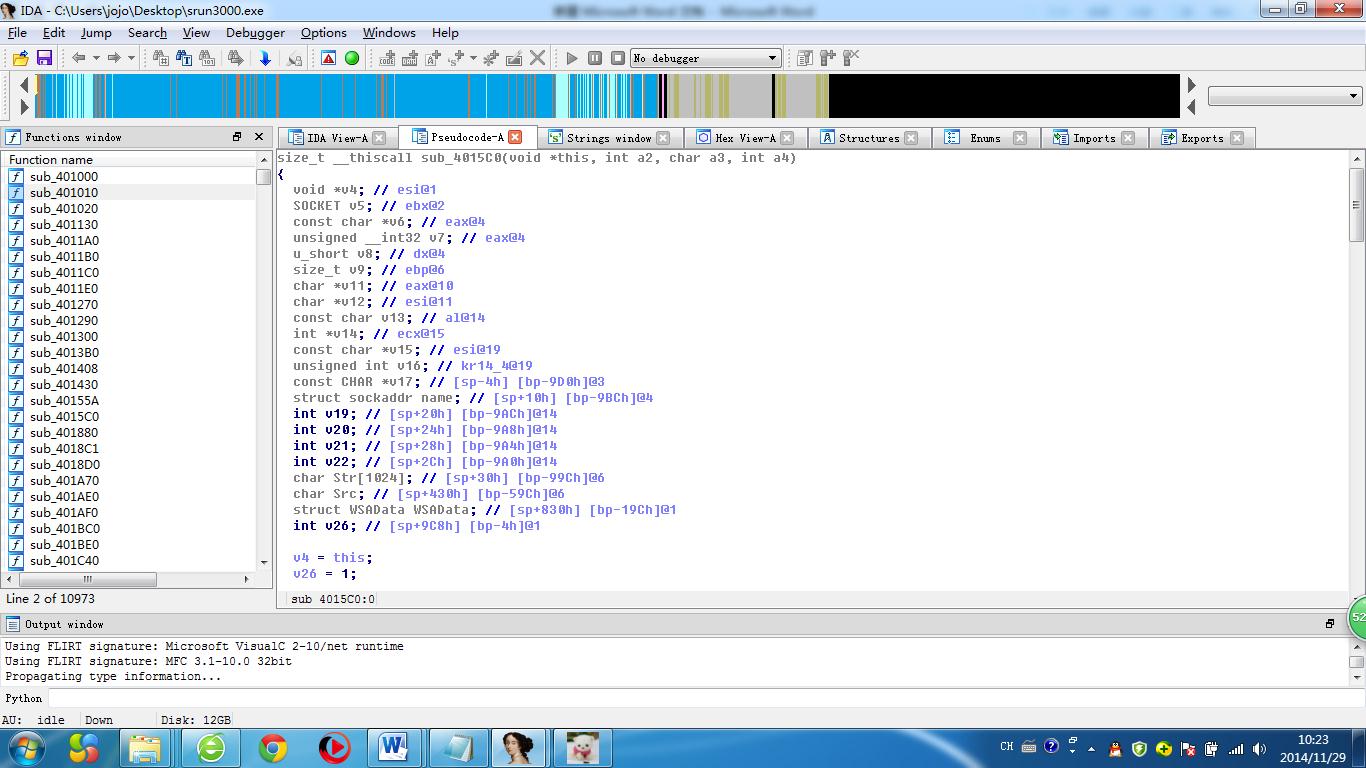 IDA - C:\Users\jojo\Desktop\srun3000.exe
File Edit Jump Search View Debugger Options Windows Help
No debugger
Functions window
IDA View-A Pseudocode-A Strings window Hex View-A Structures Enums Imports Exports
Function name
sub_401000
sub_401010
sub_401020
sub_401130
sub_4011A0
sub_4011B0
sub_4011C0
sub_4011E0
sub_401270
sub_401290
sub_401300
sub_4013B0
sub_401408
sub_401430
sub_40155A
sub_4015C0
sub_401880
sub_4018C1
sub_4018D0
sub_401A70
sub_401AE0
sub_401AF0
sub_401BC0
sub_401BE0
sub_401C40
Line 2 of 10973
size_t __thiscall sub_4015C0(void *this, int a2, char a3, int a4)
{
void *v4; // esi@1
SOCKET v5; // ebx@2
const char *v6; // eax@4
unsigned __int32 v7; // eax@4
u_short v8; // dx@4
size_t v9; // ebp@6
char *v11; // eax@10
char *v12; // esi@11
const char v13; // al@14
int *v14; // ecx@15
const char *v15; // esi@19
unsigned int v16; // kr14_4@19
const CHAR *v17; // [sp-4h] [bp-9D0h]@3
struct sockaddr name; // [sp+10h] [bp-9BCh]@4
int v19; // [sp+20h] [bp-9ACh]@14
int v20; // [sp+24h] [bp-9A8h]@14
int v21; // [sp+28h] [bp-9A4h]@14
int v22; // [sp+2Ch] [bp-9A0h]@14
char Str[1024]; // [sp+30h] [bp-99Ch]@6
char Src; // [sp+430h] [bp-59Ch]@6
struct WSAData WSAData; // [sp+830h] [bp-19Ch]@1
int v26; // [sp+9C8h] [bp-4h]@1
v4 = this;
v26 = 1;
sub_4015C0:0
Output window
Using FLIRT signature: Microsoft VisualC 2-10/net runtime
Using FLIRT signature: MFC 3.1-10.0 32bit
Propagating type information...
Python
AU: idle Down Disk: 12GB
52
CH
10:23
2014/11/29